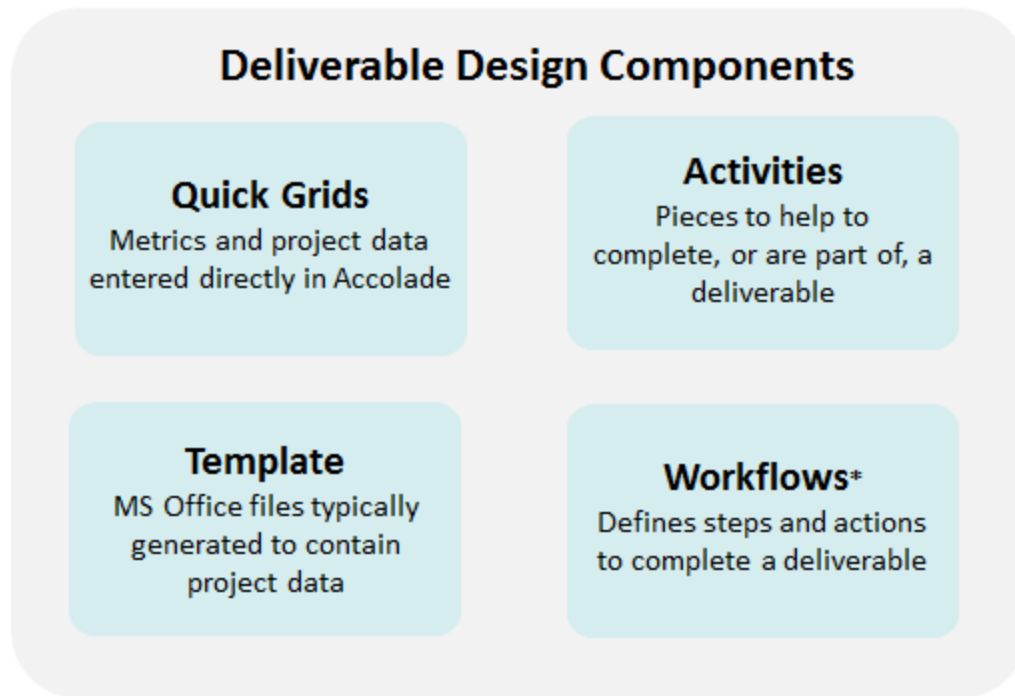 Deliverable Design Components
Quick Grids
Metrics and project data
entered directly in Accolade
Activities
Pieces to help to
complete, or are part of, a
deliverable
Template
MS Office files typically
generated to contain
project data
Workflows*
Defines steps and actions
to complete a deliverable